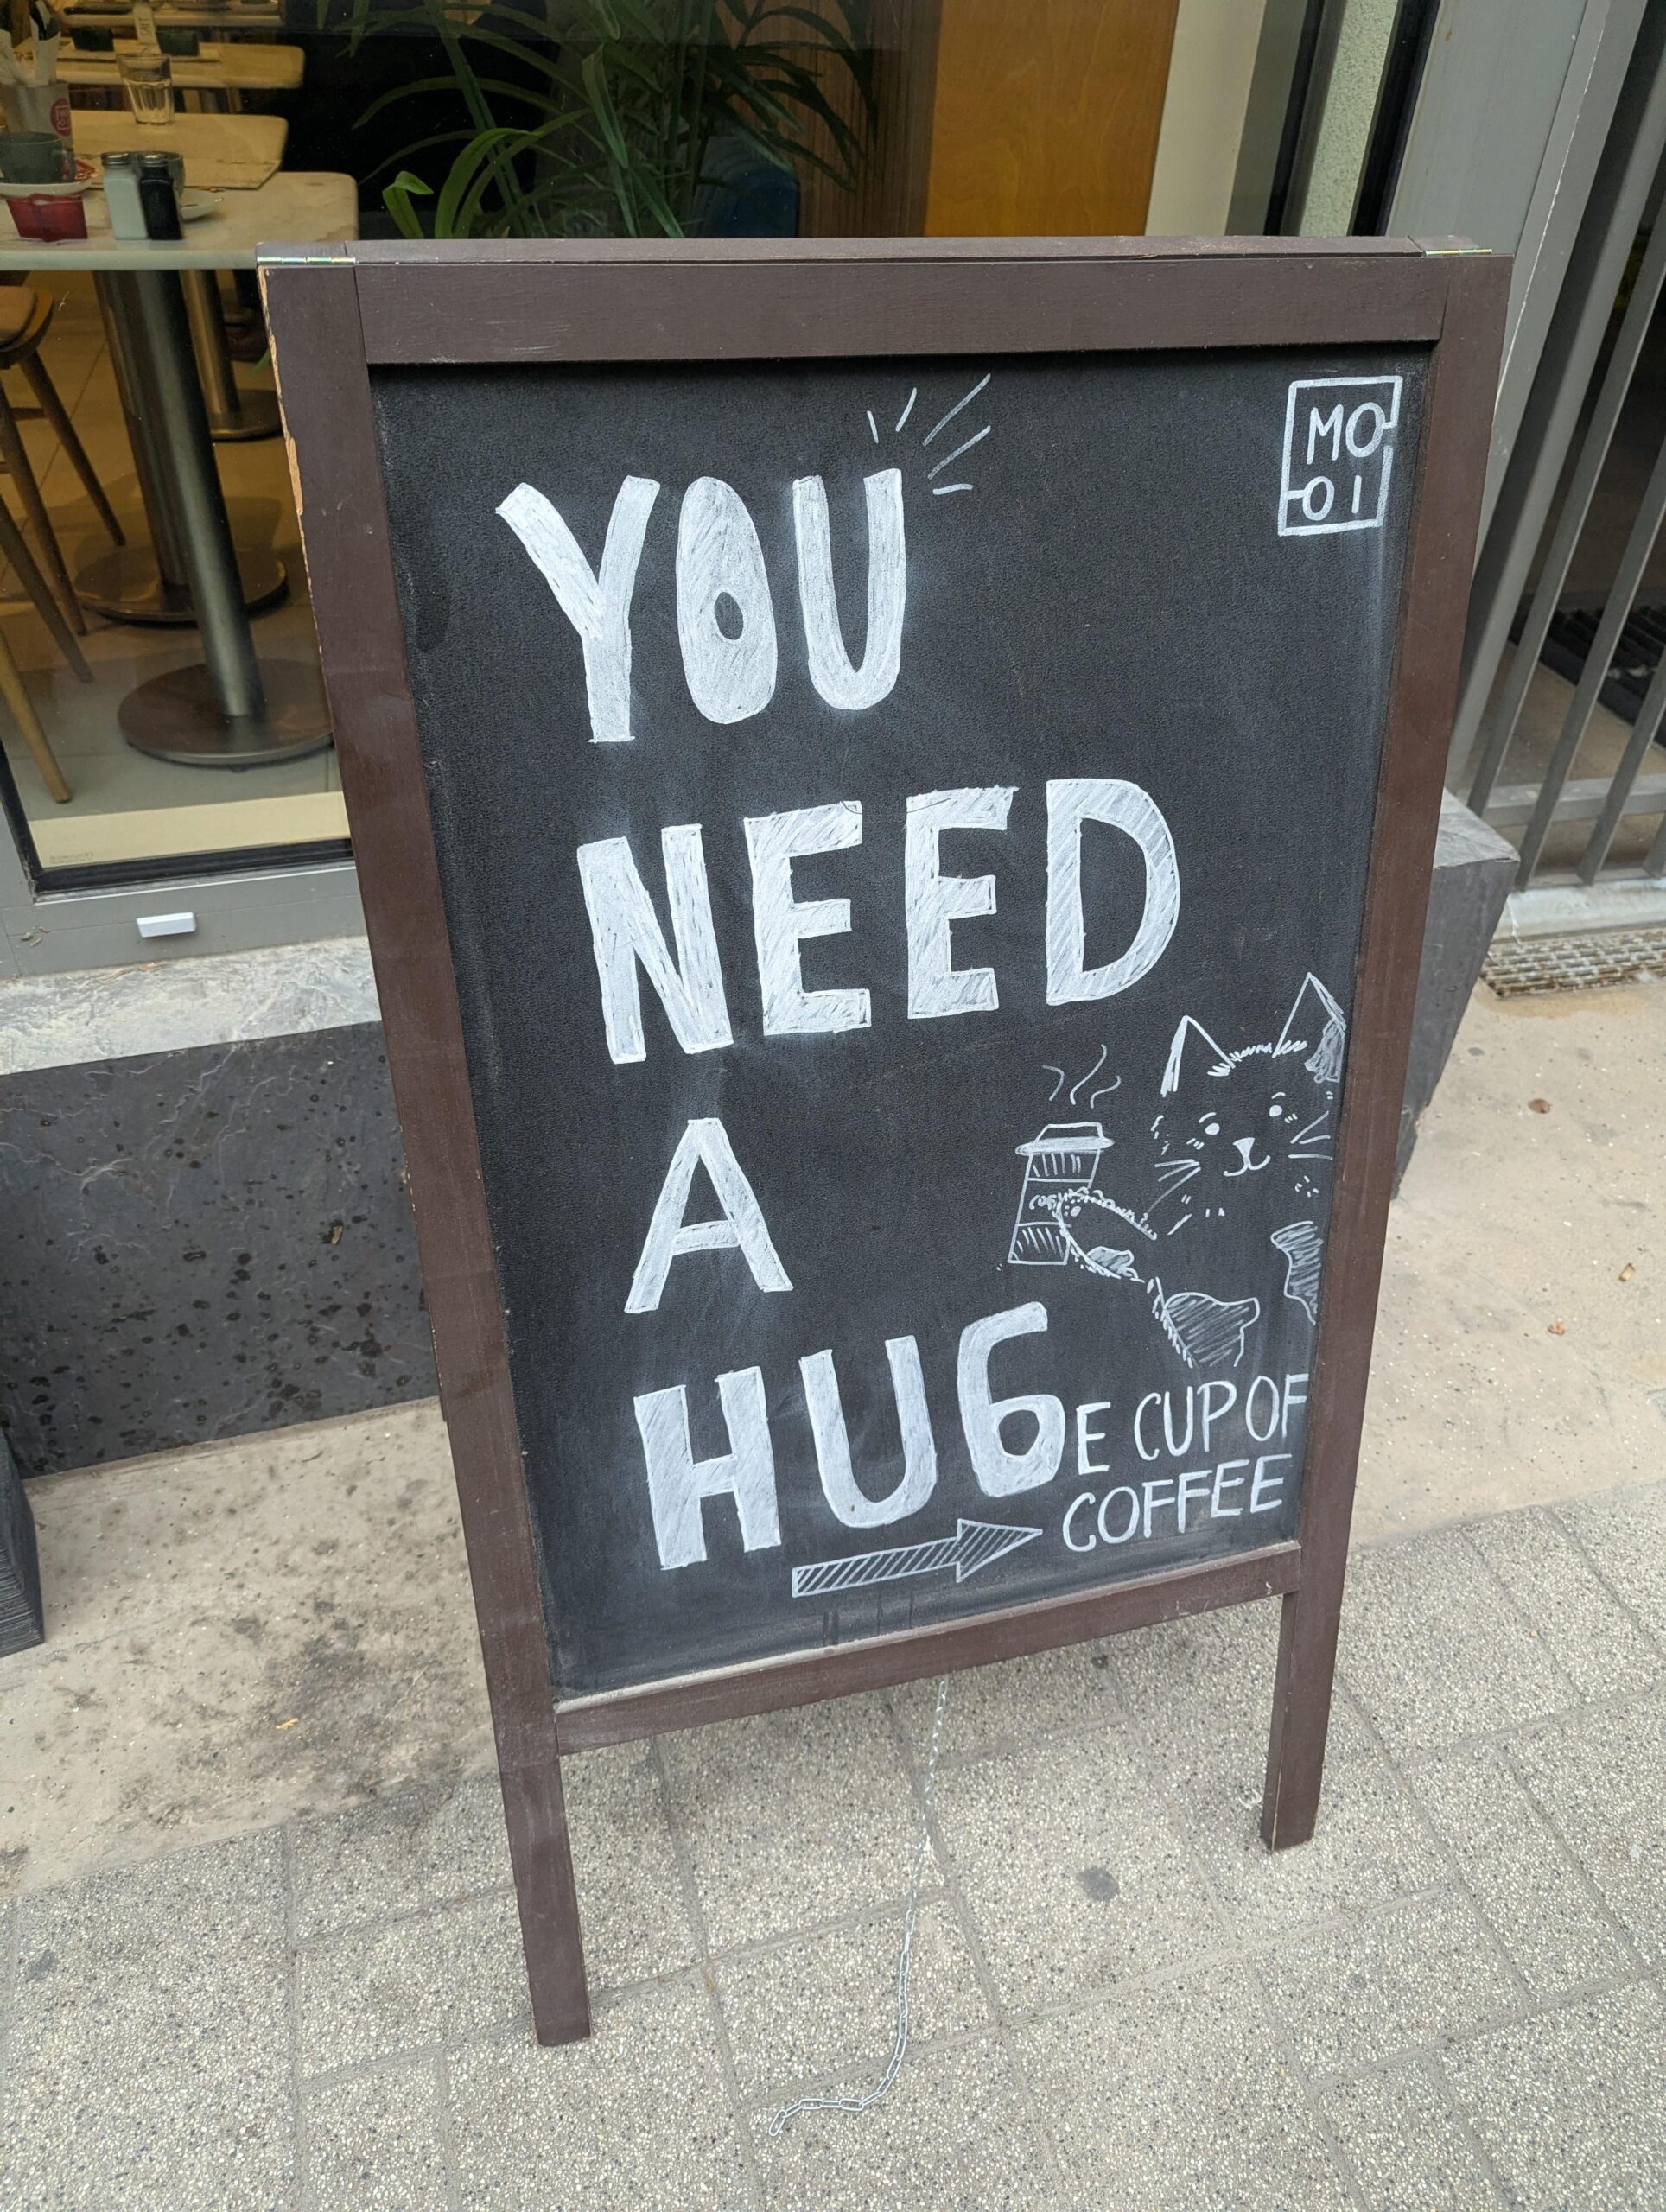 MO
OI
YOU
NEED
A
HUGE CUP OF
COFFEE